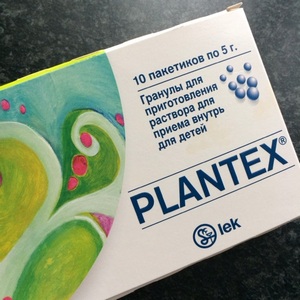 10 пакетиков по 5 г.
Гранулы для
приготовления
раствора для
приема внутрь
для детей
PLANTEX®
lek